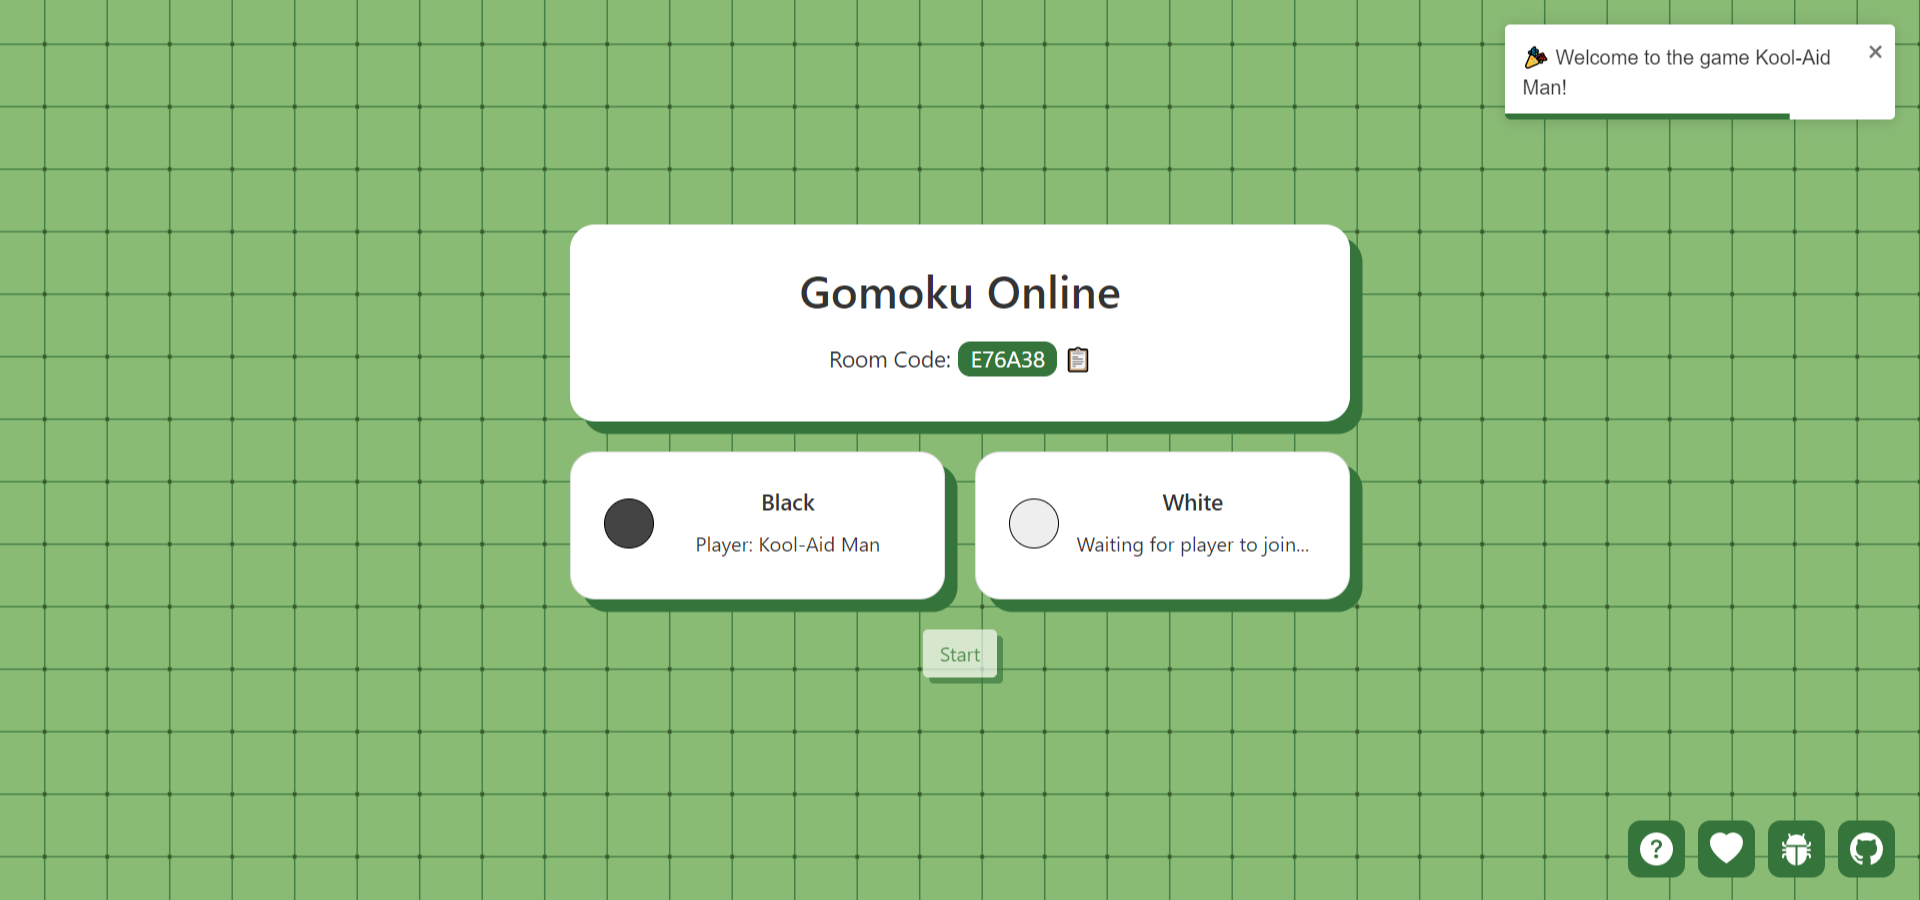 🎉 Welcome to the game Kool-Aid
Man!
Gomoku Online
Room Code: E76A38
Black
Player: Kool-Aid Man
White
Waiting for player to join...
Start